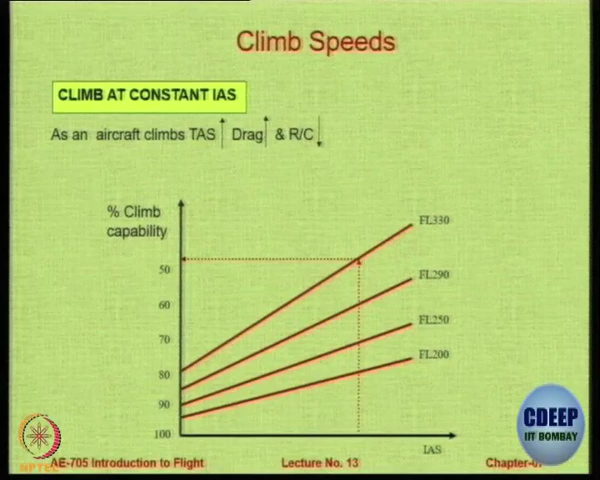 Climb Speeds
CLIMB AT CONSTANT IAS
As an aircraft climbs TAS Drag & R/C
% Climb
capability
FL330
50
FL290
60
FL250
70
FL200
80
90
100
IAS
CDEEP
IIT BOMBAY
NPTEL
AE-705 Introduction to Flight
Lecture No. 13
Chapter-07